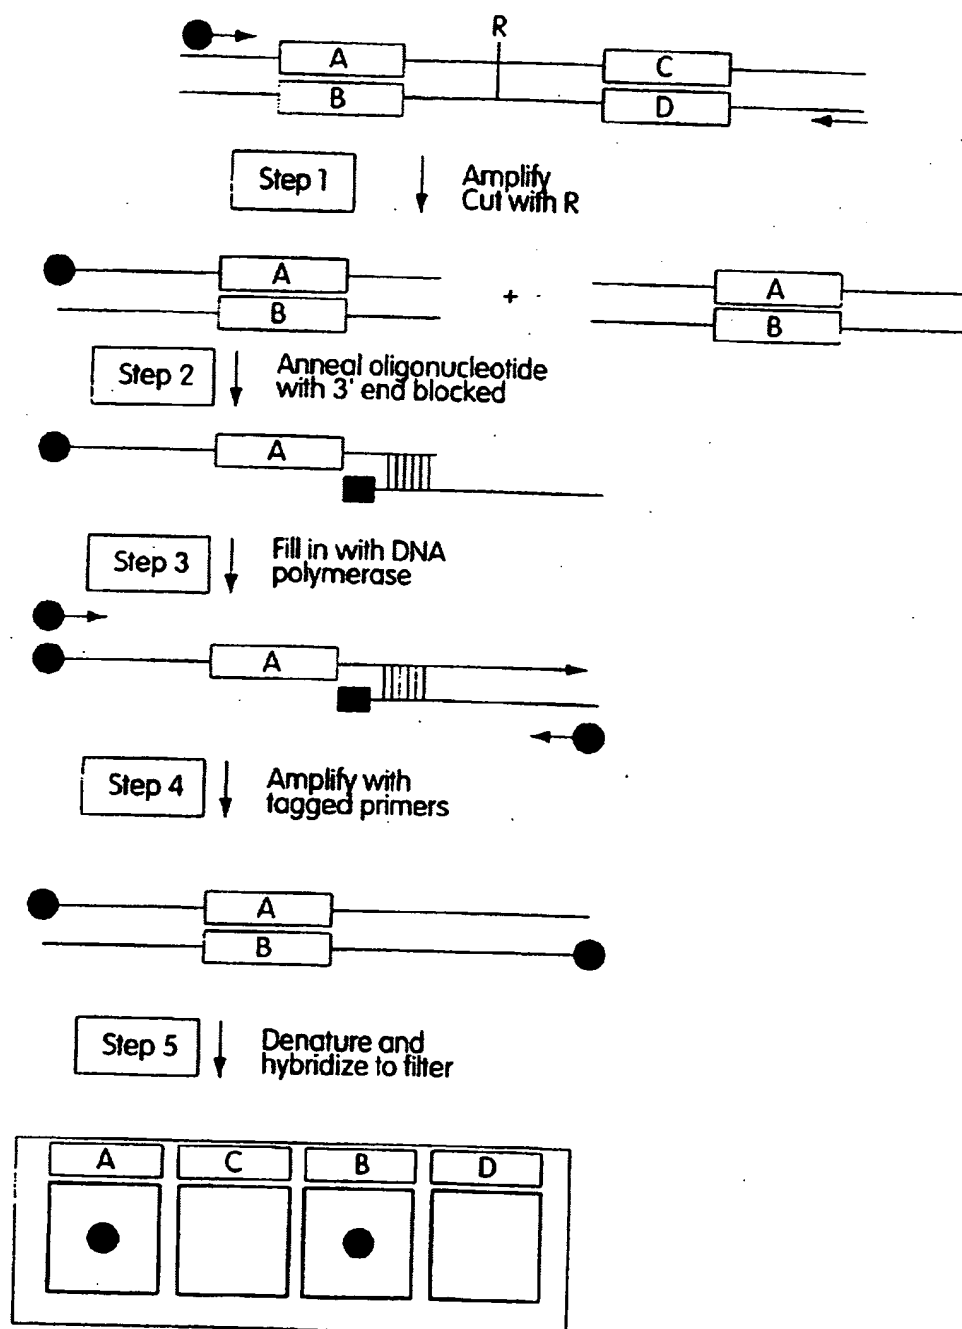 R
A
C
B
D
Step 1
Amplify
Cut with R
A
+
A
B
B
Step 2
Anneal oligonucleotide
with 3' end blocked
A
Step 3
Fill in with DNA
polymerase
A
Step 4
Amplify with
tagged primers
A
B
Step 5
Denature and
hybridize to filter
A C B D